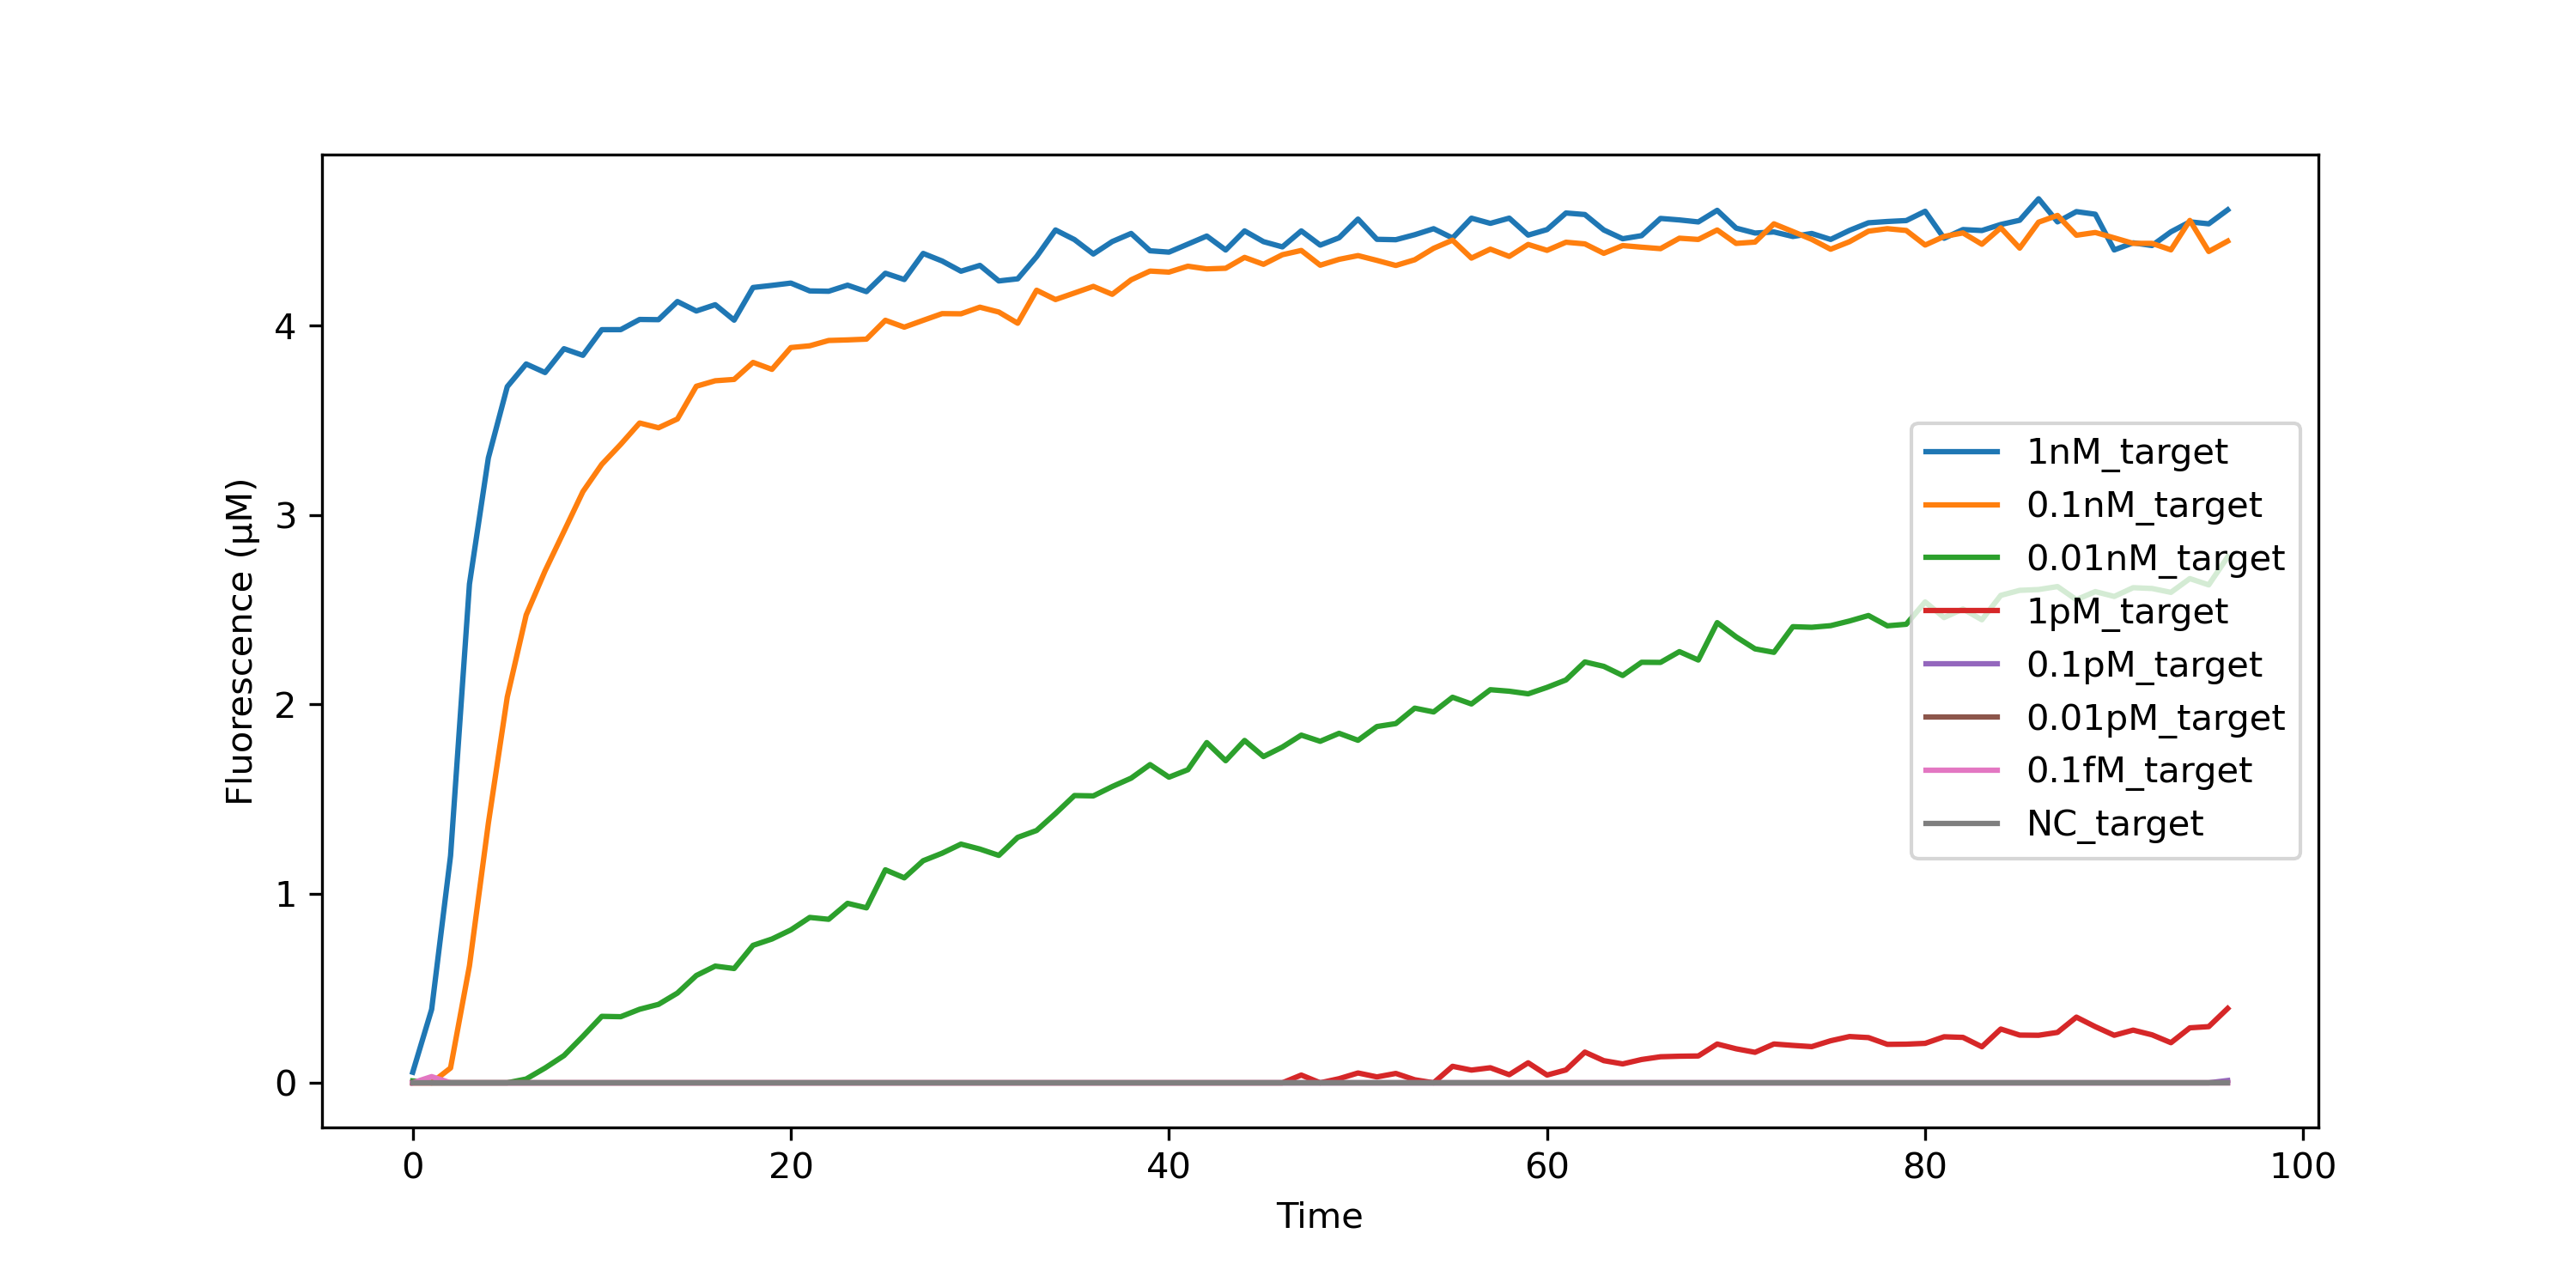 Fluorescence (μM)
4
3
2
1
0
0 20 40 60 80 100
Time
1nM_target
0.1nM_target
0.01nM_target
1pM_target
0.1pM_target
0.01pM_target
0.1fM_target
NC_target